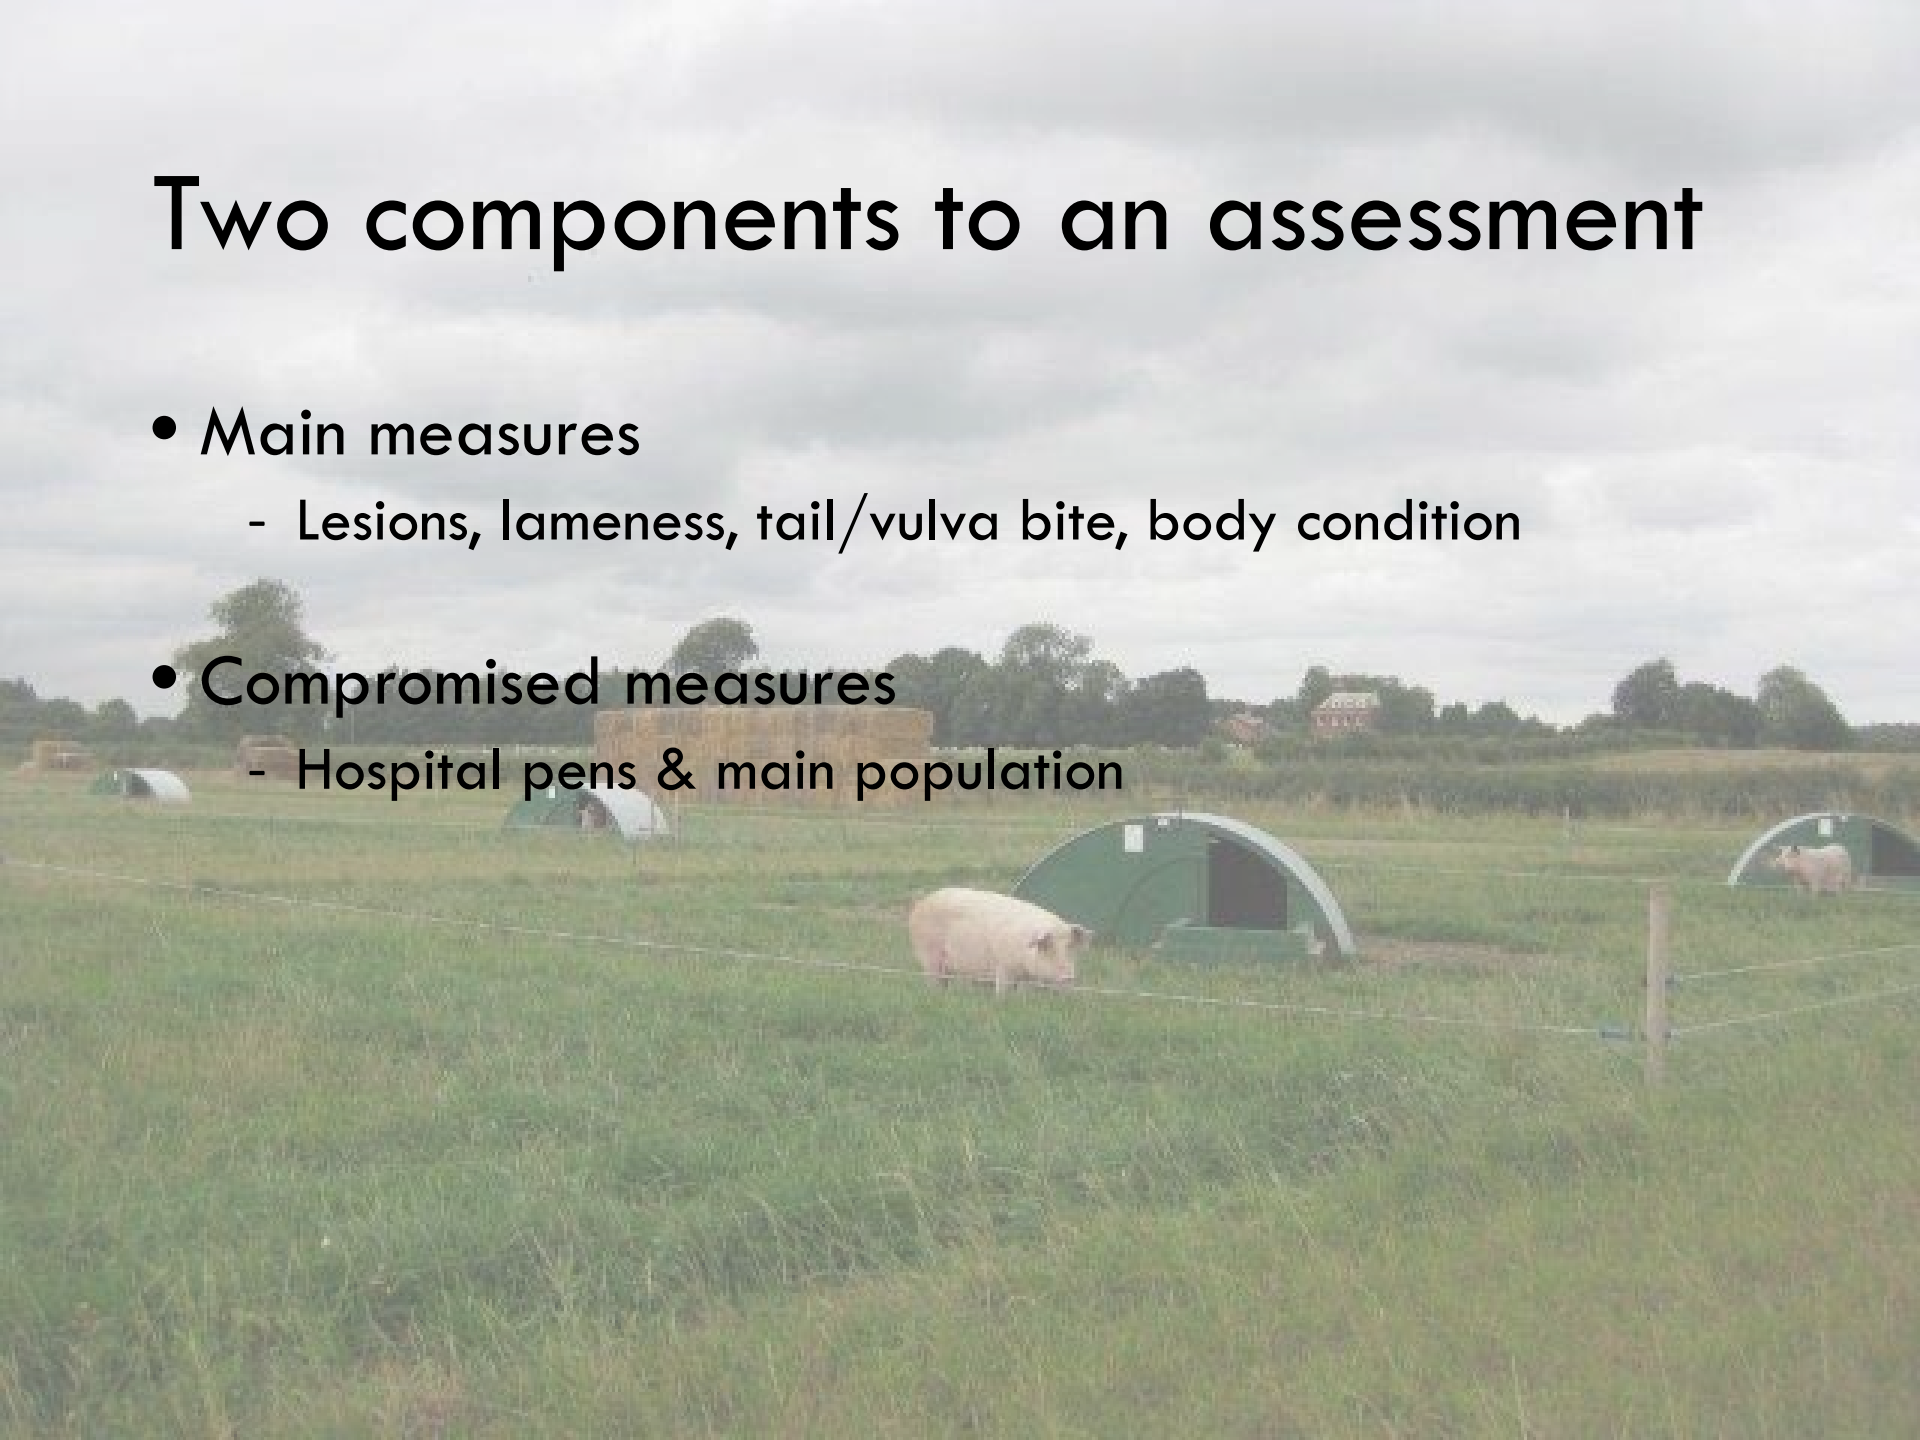 Two components to an assessment
• Main measures
- Lesions, lameness, tail/vulva bite, body condition
• Compromised measures
- Hospital pens & main population